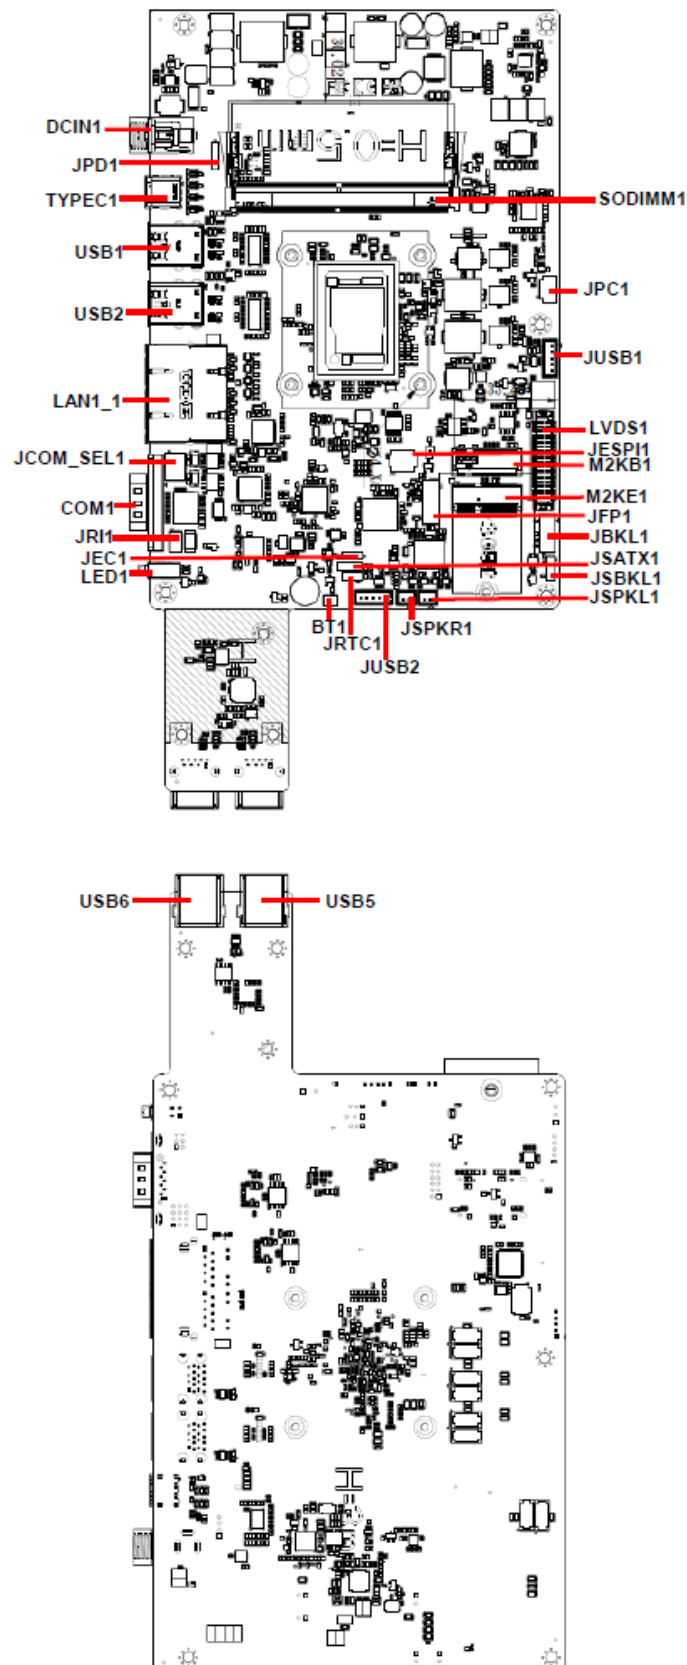 DCIN1
JPD1
TYPEC1
SODIMM1
USB1
JPC1
USB2
JUSB1
LAN1_1
LVDS1
JESPI1
JCOM_SEL1
M2KB1
M2KE1
COM1
JFP1
JRI1
JBKL1
JEC1
JSATX1
LED1
JSBKL1
JSPKL1
BT1
JSPKR1
JRTC1
JUSB2
USB6
USB5